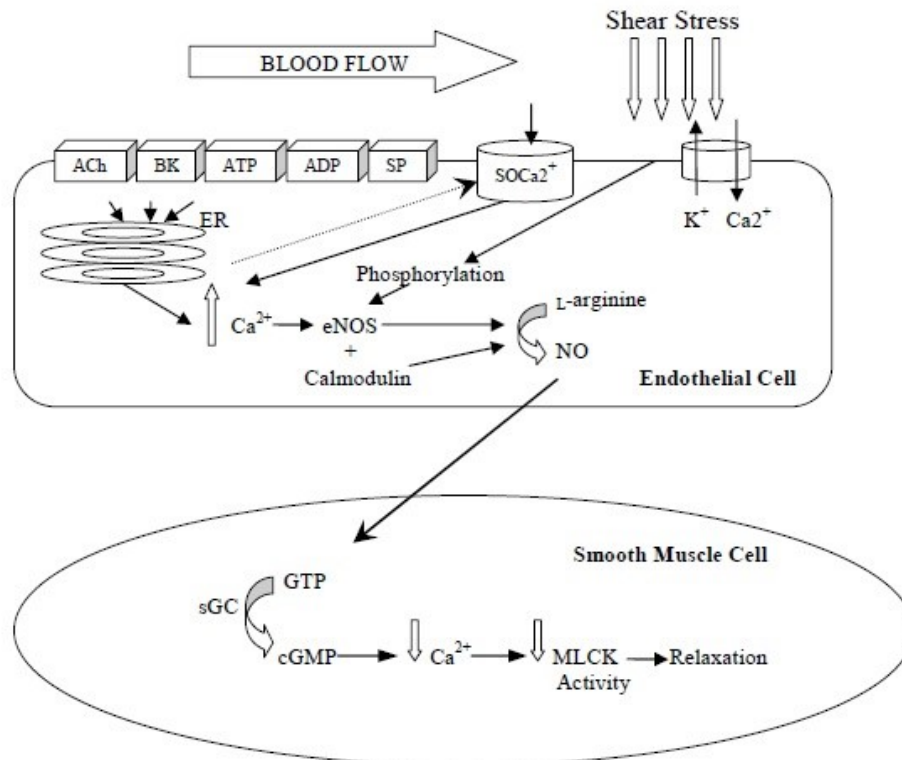 Shear Stress
BLOOD FLOW
ACh
BK
ATP
ADP
SP
SOCa2+
ER
K+
Ca2+
Phosphorylation
L-arginine
Ca2+
eNOS
+
NO
Calmodulin
Endothelial Cell
Smooth Muscle Cell
GTP
sGC
cGMP
Ca2+
MLCK
Relaxation
Activity